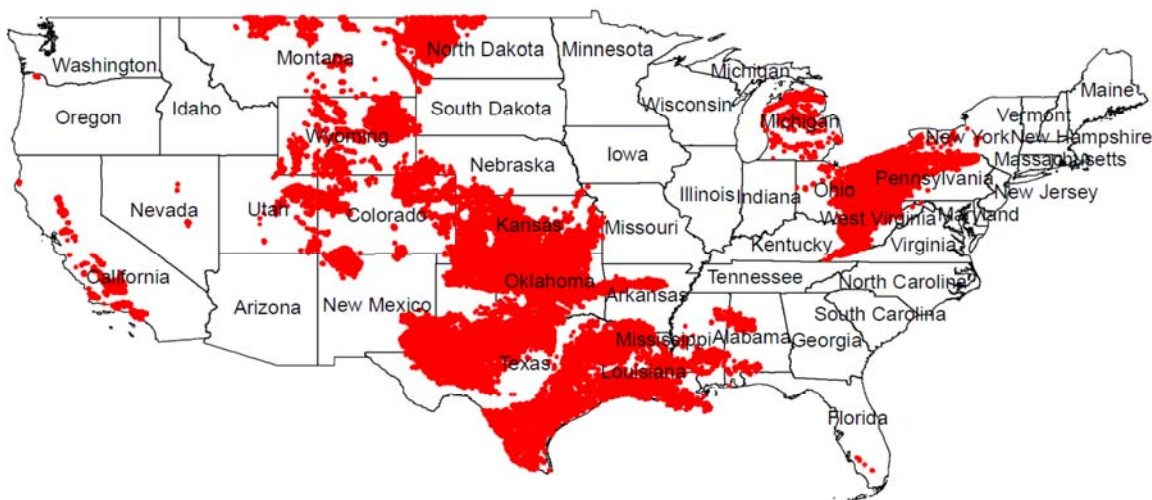 Washington
Montana
North Dakota
Minnesota
Michigan
Maine
Oregon
Idaho
Wyoming
South Dakota
Wisconsin
Michigan
Vermont
New York
New Hampshire
Massachusetts
Nebraska
Iowa
Pennsylvania
New Jersey
Nevada
Utah
Colorado
Kansas
Illinois
Indiana
Ohio
West Virginia
Maryland
Missouri
Kentucky
Virginia
California
Oklahoma
Tennessee
North Carolina
Arizona
New Mexico
Arkansas
South Carolina
Mississippi
Alabama
Georgia
Texas
Louisiana
Florida